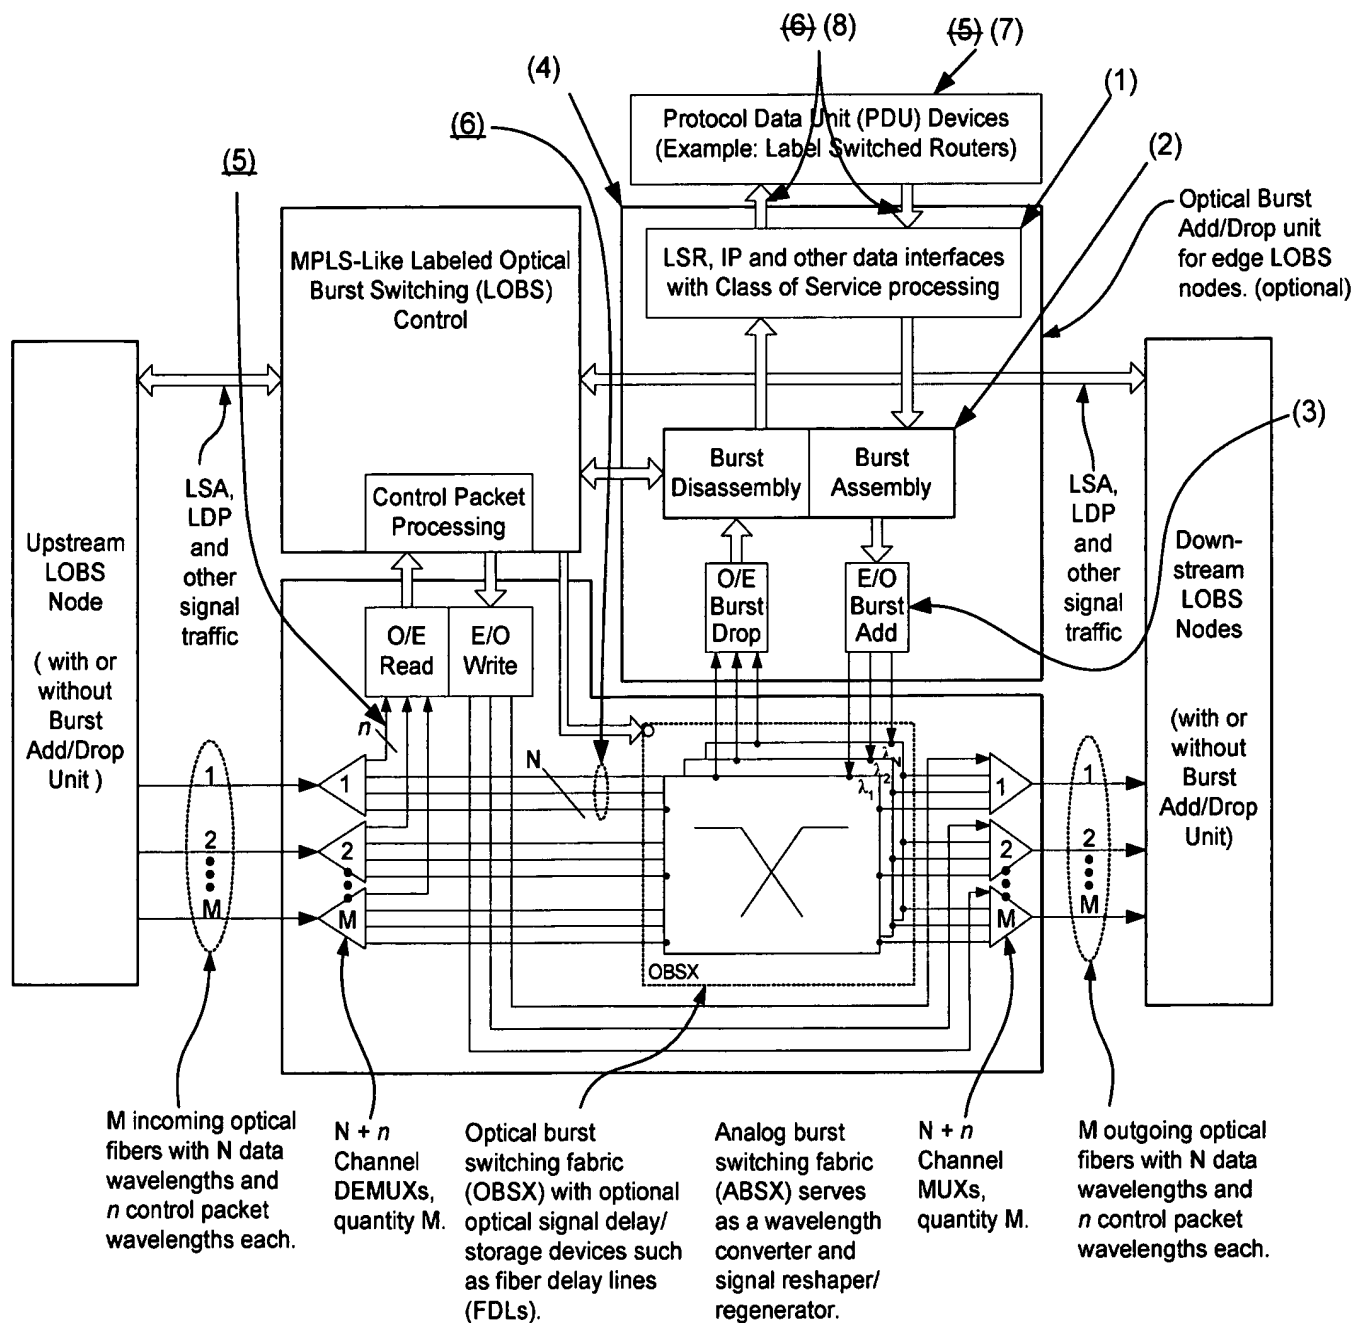 (6) (8)
(5) (7)
(4)
(1)
(6)
(2)
(5)
Protocol Data Unit (PDU) Devices
(Example: Label Switched Routers)
Optical Burst
Add/Drop unit
for edge LOBS
nodes. (optional)
MPLS-Like Labeled Optical
Burst Switching (LOBS)
Control
LSR, IP and other data interfaces
with Class of Service processing
(3)
LSA,
LDP
and
other
signal
traffic
Control Packet
Processing
Burst
Disassembly
Burst
Assembly
LSA,
LDP
and
other
signal
traffic
Upstream
LOBS
Node
( with or
without
Burst
Add/Drop
Unit )
O/E
Read
E/O
Write
O/E
Burst
Drop
E/O
Burst
Add
Down-
stream
LOBS
Nodes
(with or
without
Burst
Add/Drop
Unit)
n
N
λN
λ2
λ1
1
2
M
1
2
M
1
2
M
1
2
M
OBSX
M incoming optical
fibers with N data
wavelengths and
n control packet
wavelengths each.
N + n
Channel
DEMUXs,
quantity M.
Optical burst
switching fabric
(OBSX) with optional
optical signal delay/
storage devices such
as fiber delay lines
(FDLs).
Analog burst
switching fabric
(ABSX) serves
as a wavelength
converter and
signal reshaper/
regenerator.
N + n
Channel
MUXs,
quantity M.
M outgoing optical
fibers with N data
wavelengths and
n control packet
wavelengths each.